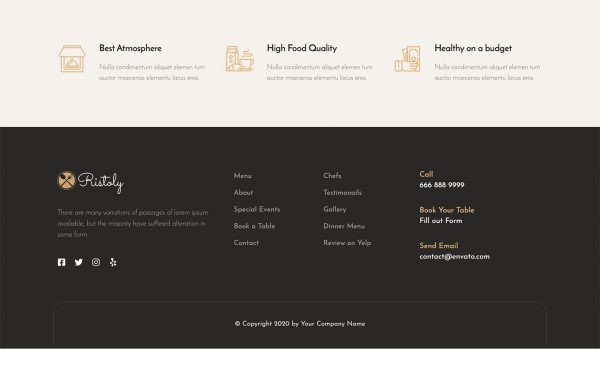 Best Atmosphere
Nulla condimentum aliquet elemen tum
auctor maecenas elementu lacus eros.
High Food Quality
Nulla condimentum aliquet elemen tum
auctor maecenas elementu lacus eros.
Healthy on a budget
Nulla condimentum aliquet elemen tum
auctor maecenas elementu lacus eros.
Ristoly
There are many variations of passages of lorem ipsum
available, but the majority have suffered alteration in
some form.
Menu
About
Special Events
Book a Table
Contact
Chefs
Testimonails
Gallery
Dinner Menu
Review on Yelp
Call
666 888 9999
Book Your Table
Fill out Form
Send Email
contact@envato.com
© Copyright 2020 by Your Company Name